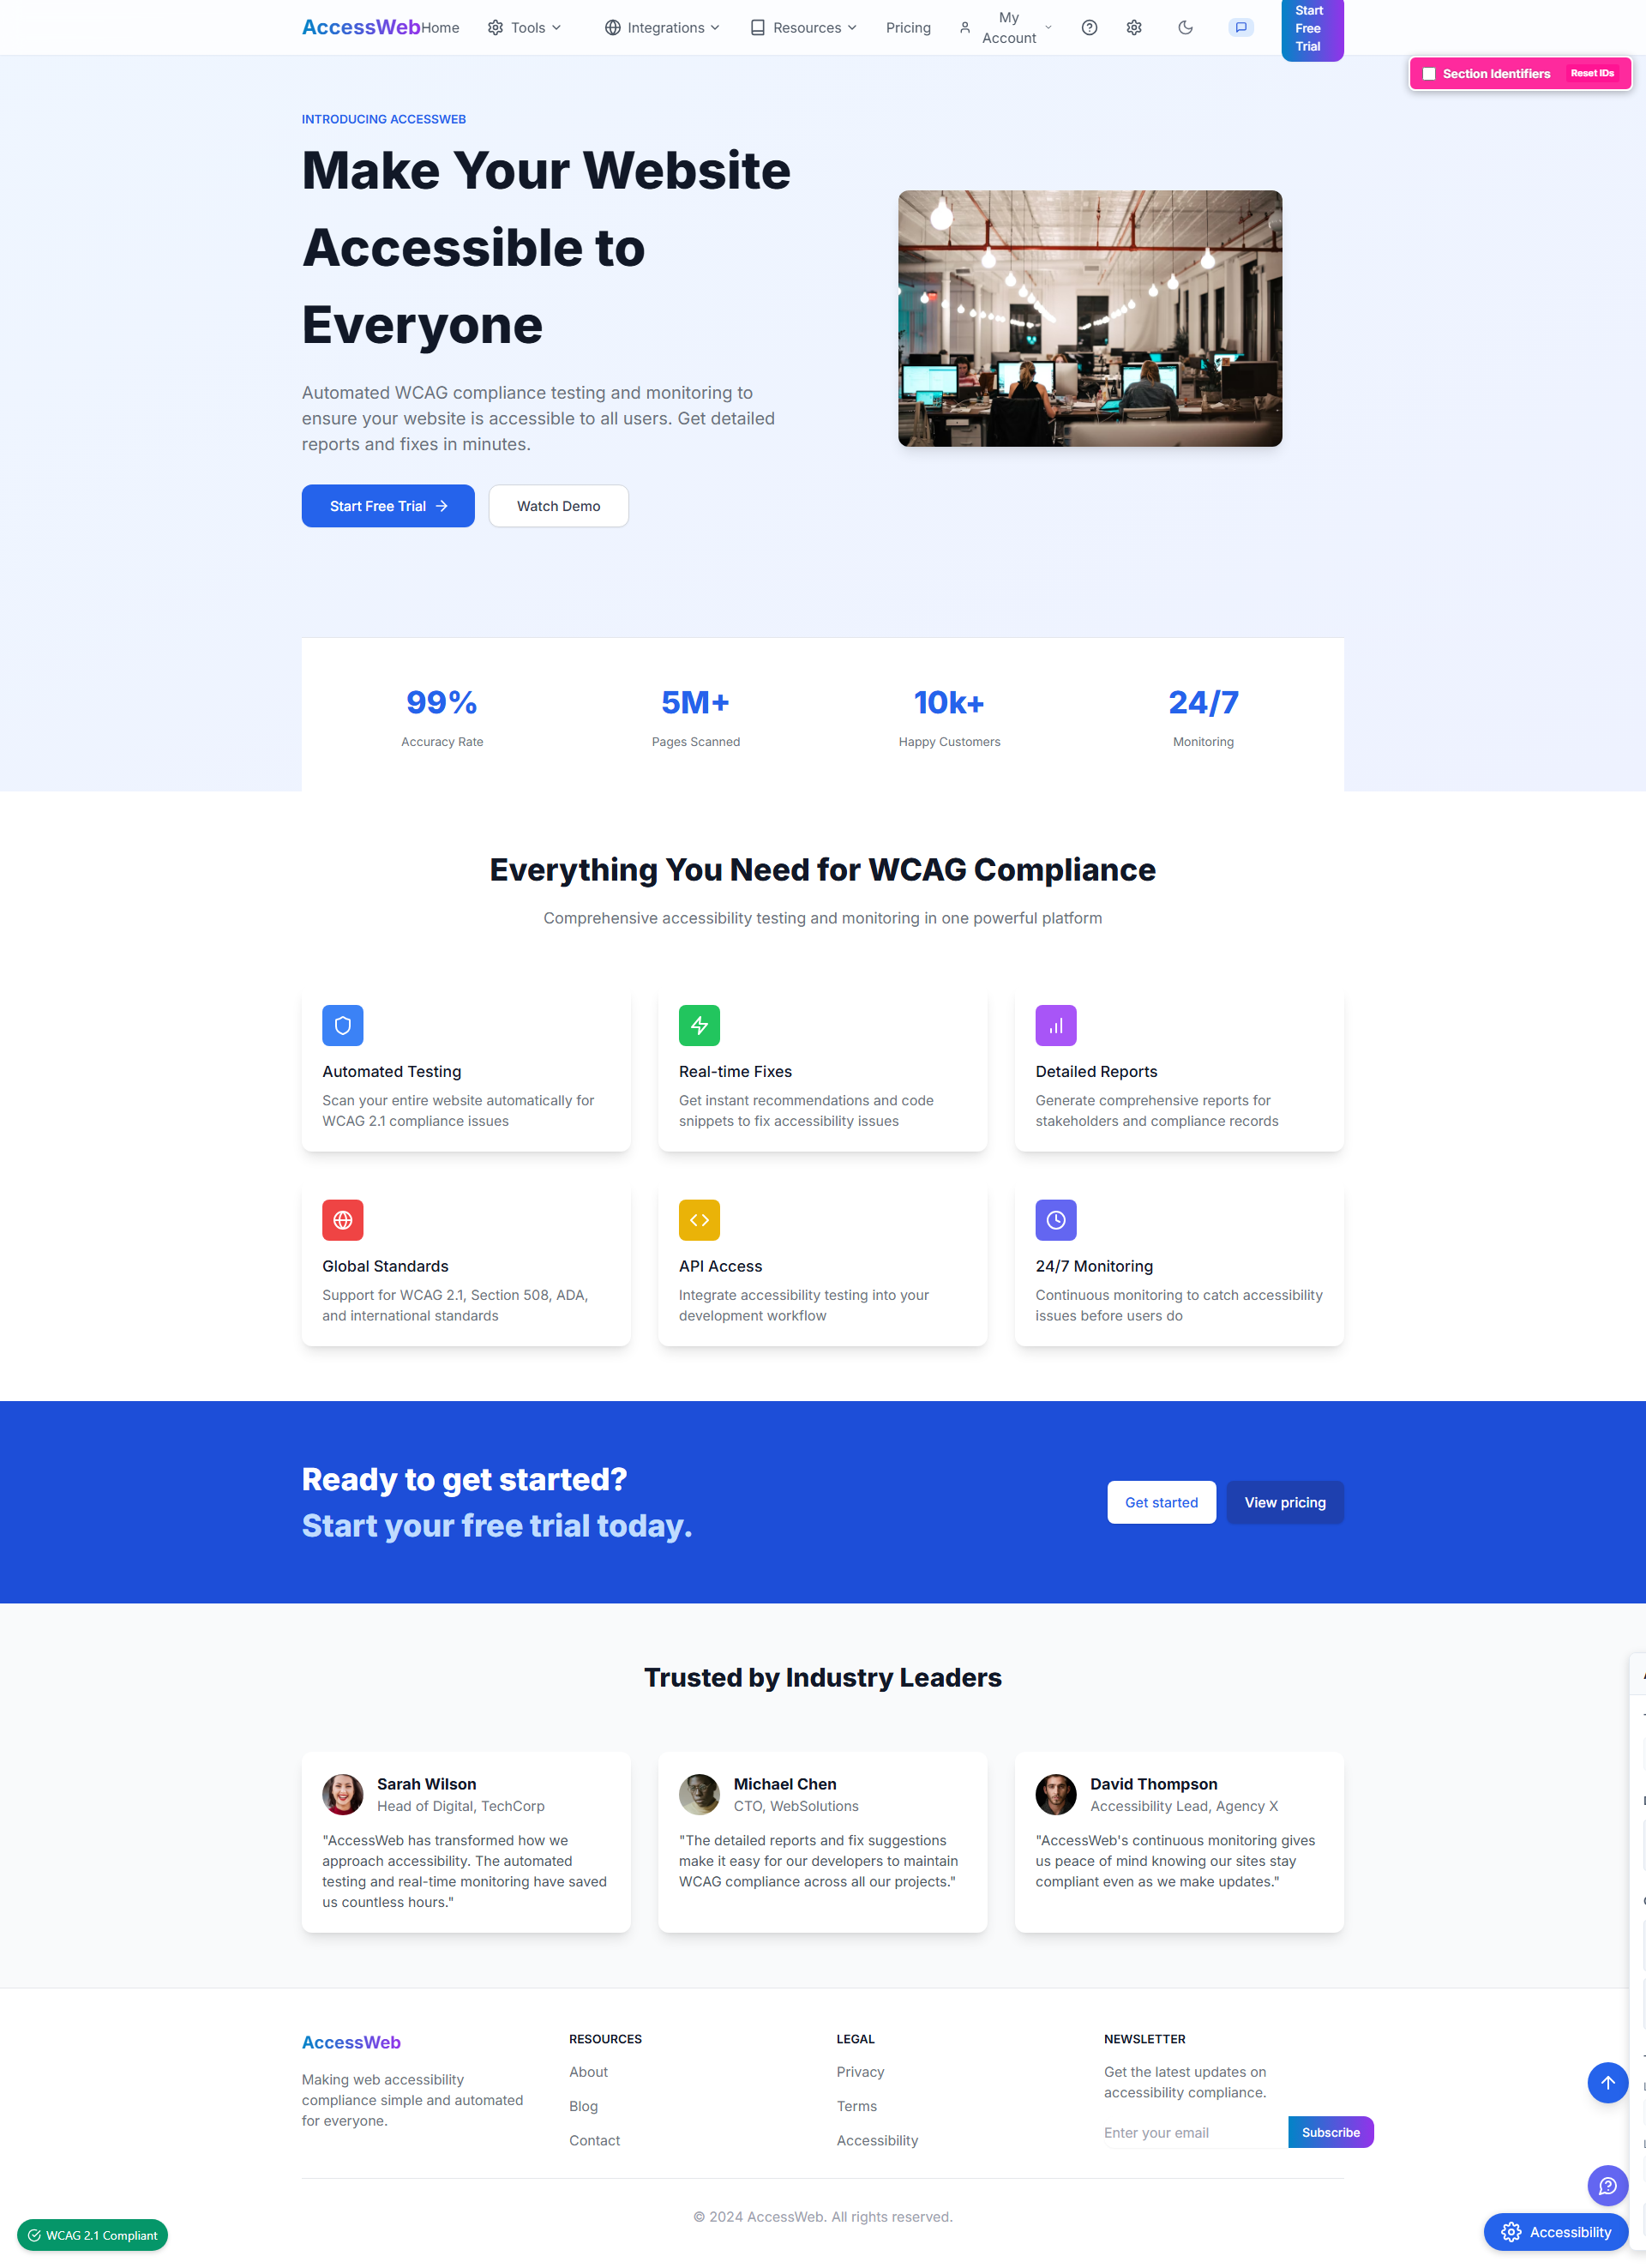 AccessWeb
Home
Tools
Integrations
Resources
Pricing
My
Account
Start
Free
Trial
Section Identifiers
Reset IDs
INTRODUCING ACCESSWEB
Make Your Website
Accessible to
Everyone
Automated WCAG compliance testing and monitoring to
ensure your website is accessible to all users. Get detailed
reports and fixes in minutes.
Start Free Trial
Watch Demo
99%
Accuracy Rate
5M+
Pages Scanned
10k+
Happy Customers
24/7
Monitoring
Everything You Need for WCAG Compliance
Comprehensive accessibility testing and monitoring in one powerful platform
Automated Testing
Scan your entire website automatically for
WCAG 2.1 compliance issues
Real-time Fixes
Get instant recommendations and code
snippets to fix accessibility issues
Detailed Reports
Generate comprehensive reports for
stakeholders and compliance records
Global Standards
Support for WCAG 2.1, Section 508, ADA,
and international standards
API Access
Integrate accessibility testing into your
development workflow
24/7 Monitoring
Continuous monitoring to catch accessibility
issues before users do
Ready to get started?
Start your free trial today.
Get started
View pricing
Trusted by Industry Leaders
Sarah Wilson
Head of Digital, TechCorp
"AccessWeb has transformed how we
approach accessibility. The automated
testing and real-time monitoring have saved
us countless hours."
Michael Chen
CTO, WebSolutions
"The detailed reports and fix suggestions
make it easy for our developers to maintain
WCAG compliance across all our projects."
David Thompson
Accessibility Lead, Agency X
"AccessWeb's continuous monitoring gives
us peace of mind knowing our sites stay
compliant even as we make updates."
AccessWeb
Making web accessibility
compliance simple and automated
for everyone.
RESOURCES
About
Blog
Contact
LEGAL
Privacy
Terms
Accessibility
NEWSLETTER
Get the latest updates on
accessibility compliance.
Enter your email
Subscribe
© 2024 AccessWeb. All rights reserved.
WCAG 2.1 Compliant
Accessibility